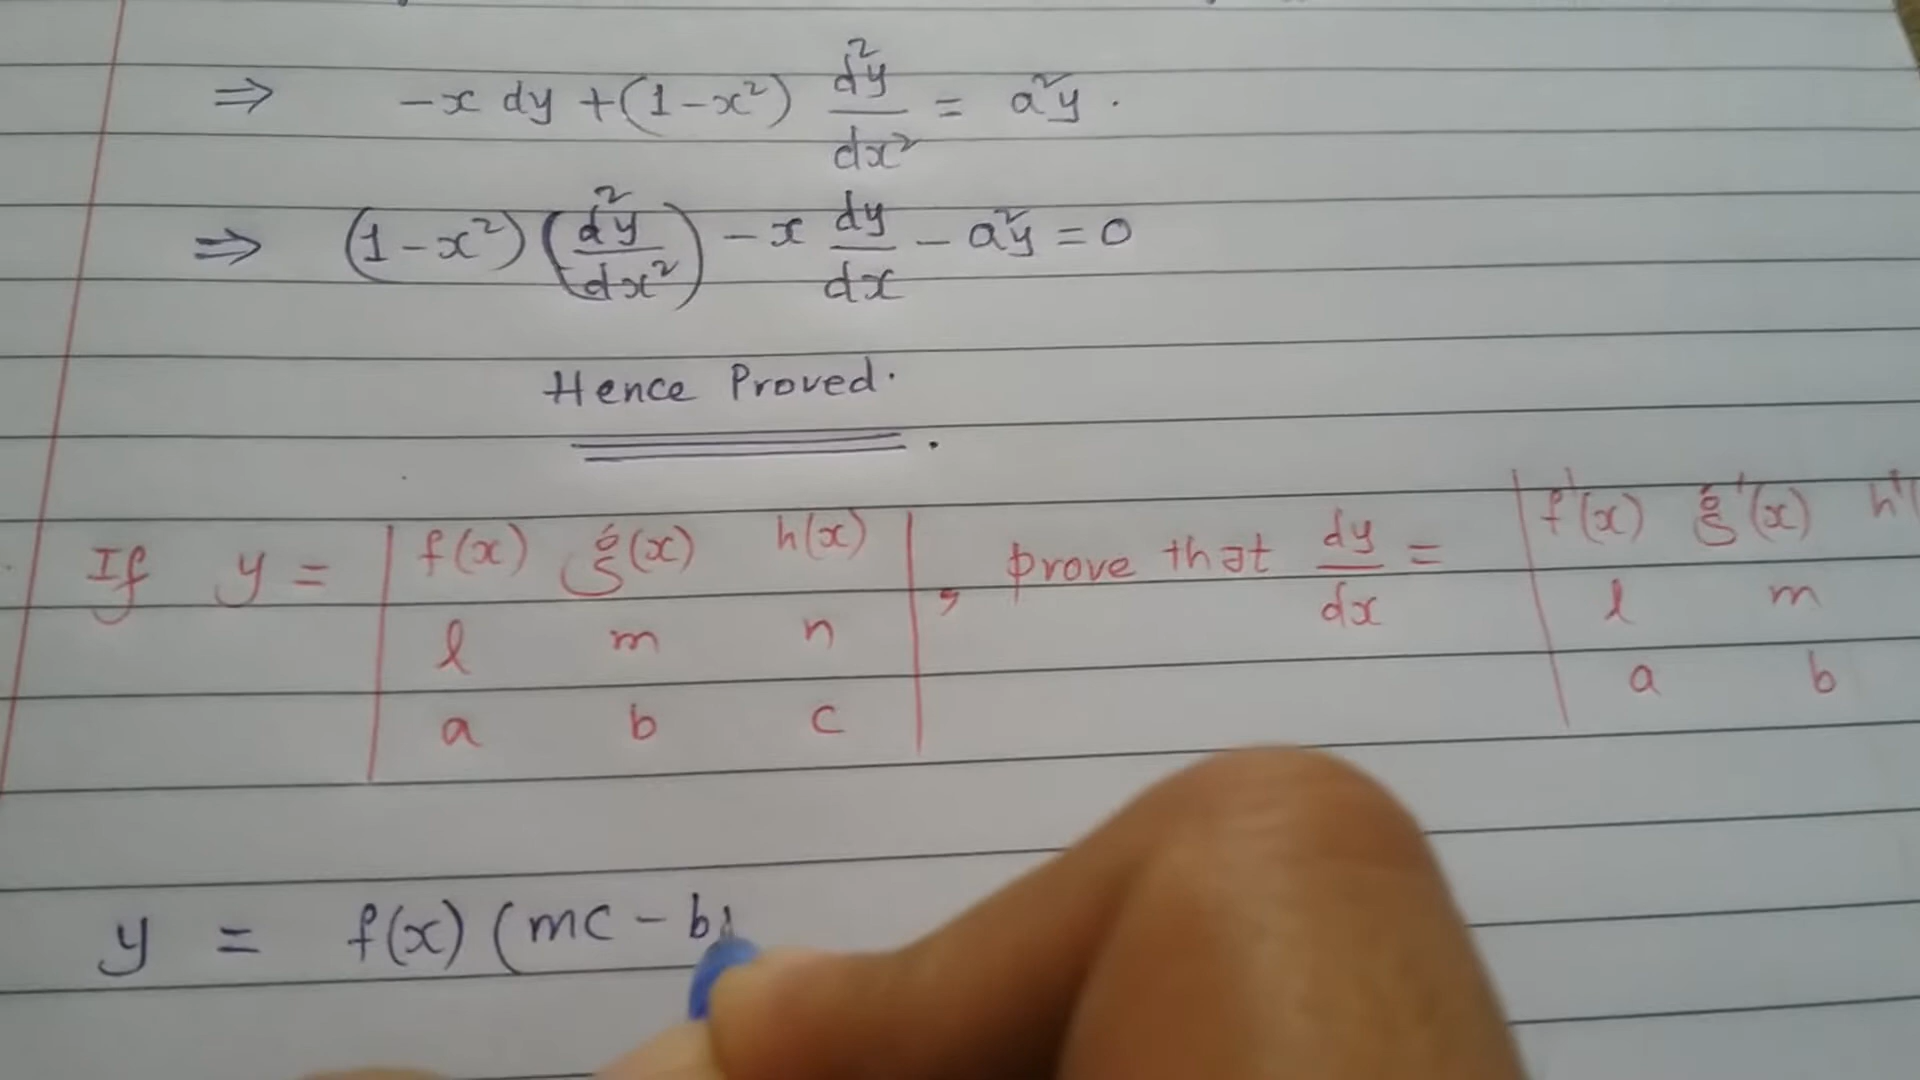 ⇒ -x dy + (1-x²) d²y/dx² = a²y .
⇒ (1-x²) (d²y/dx²) - x dy/dx - a²y = 0
Hence Proved.
If y = | f(x) g(x) h(x) | , prove that dy/dx = | f'(x) g'(x) h'(
l m n l m
a b c a b
y = f(x) (mc - b